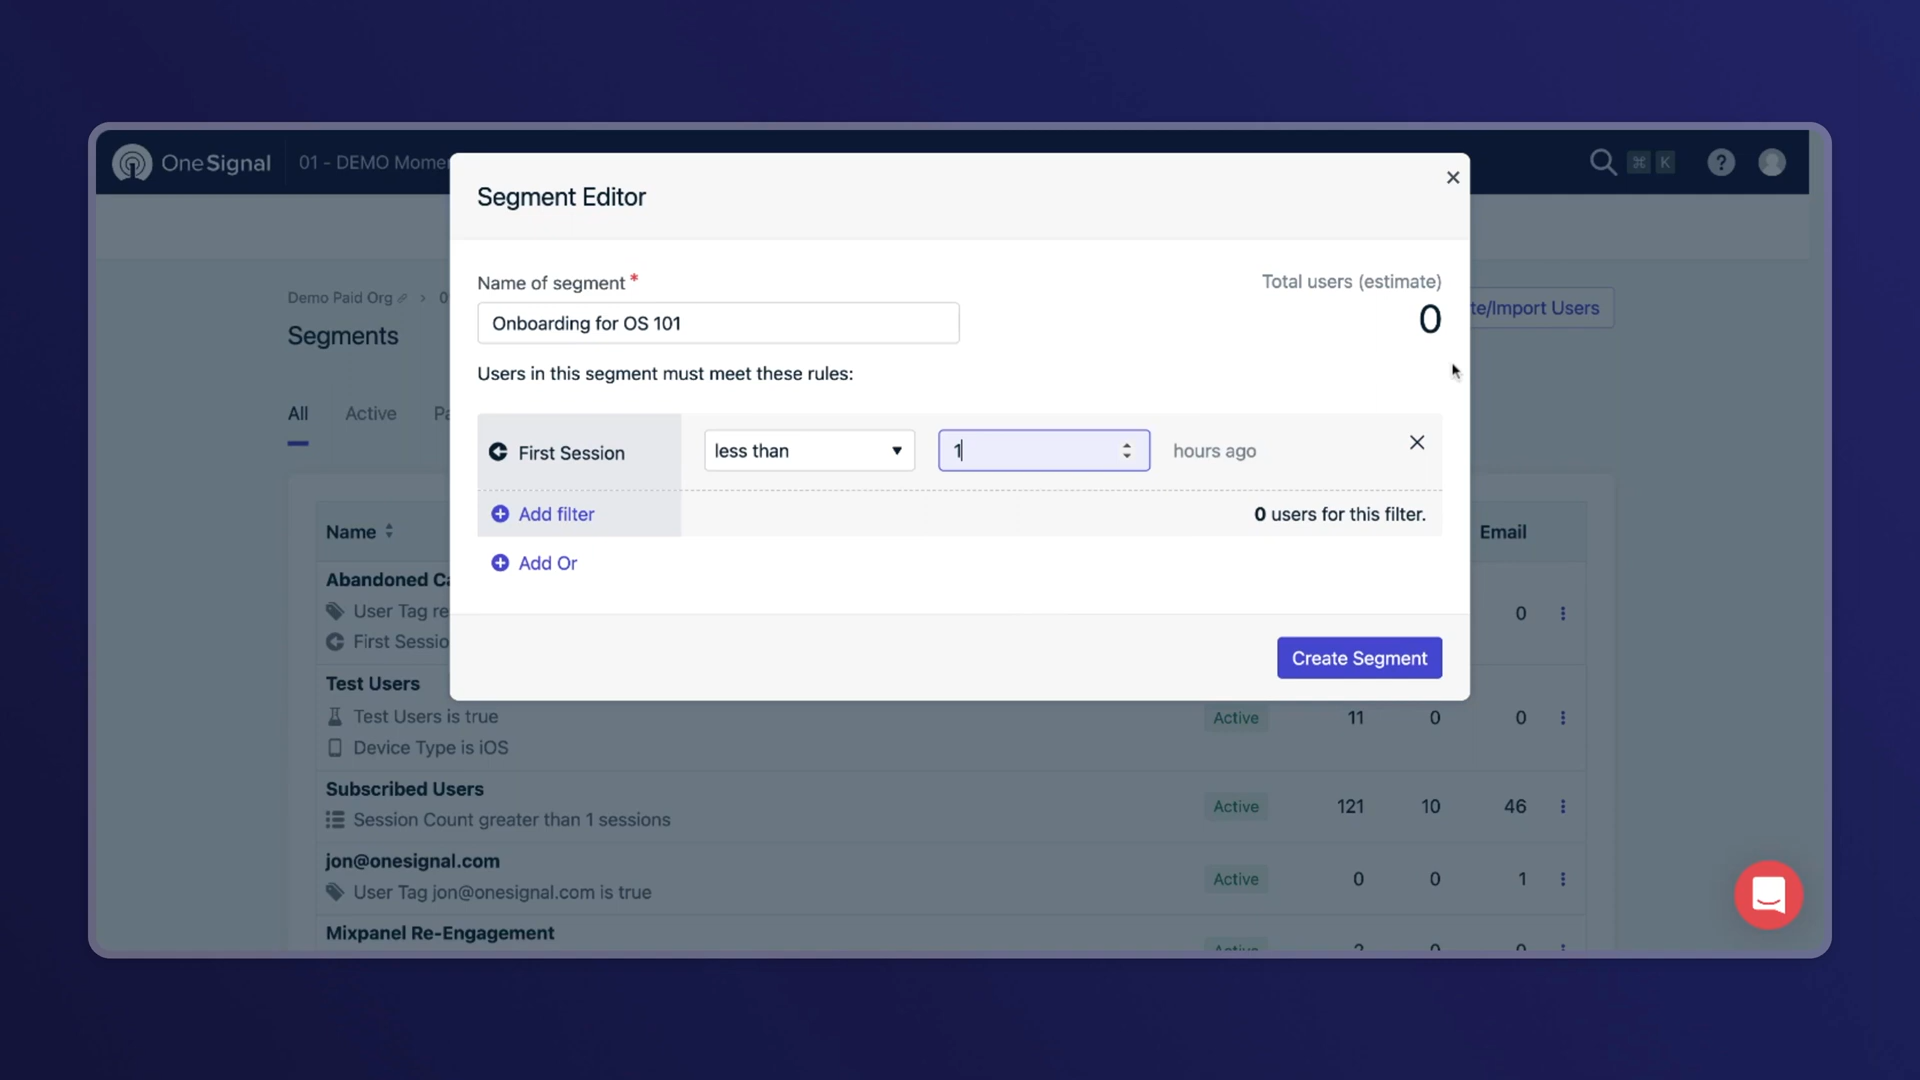 OneSignal
01 - DEMO
⌘ K
?
Segment Editor
×
Name of segment *
Total users (estimate)
Onboarding for OS 101
0
Demo Paid Org
te/Import Users
Segments
Users in this segment must meet these rules:
All
Active
First Session
less than
1
hours ago
Add filter
0 users for this filter.
Add Or
Create Segment
Name
Email
Abandoned
User Tag
0
First Sessio
Test Users
Test Users is true
Device Type is iOS
Active
11
0
0
Subscribed Users
Session Count greater than 1 sessions
Active
121
10
46
jon@onesignal.com
User Tag jon@onesignal.com is true
Active
0
0
1
Mixpanel Re-Engagement